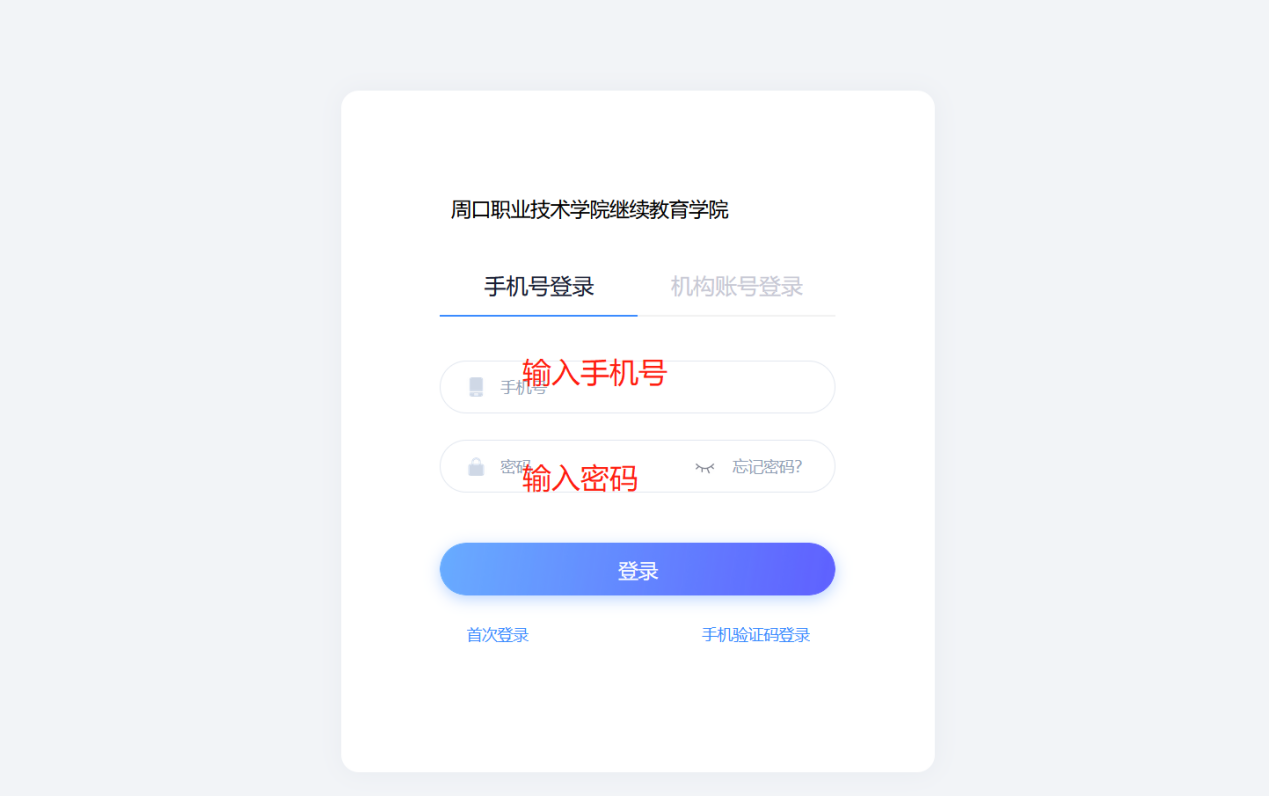 周口职业技术学院继续教育学院
手机号登录 机构账号登录
输入手机号
手机号
密码 忘记密码?
输入密码
登录
首次登录 手机验证码登录